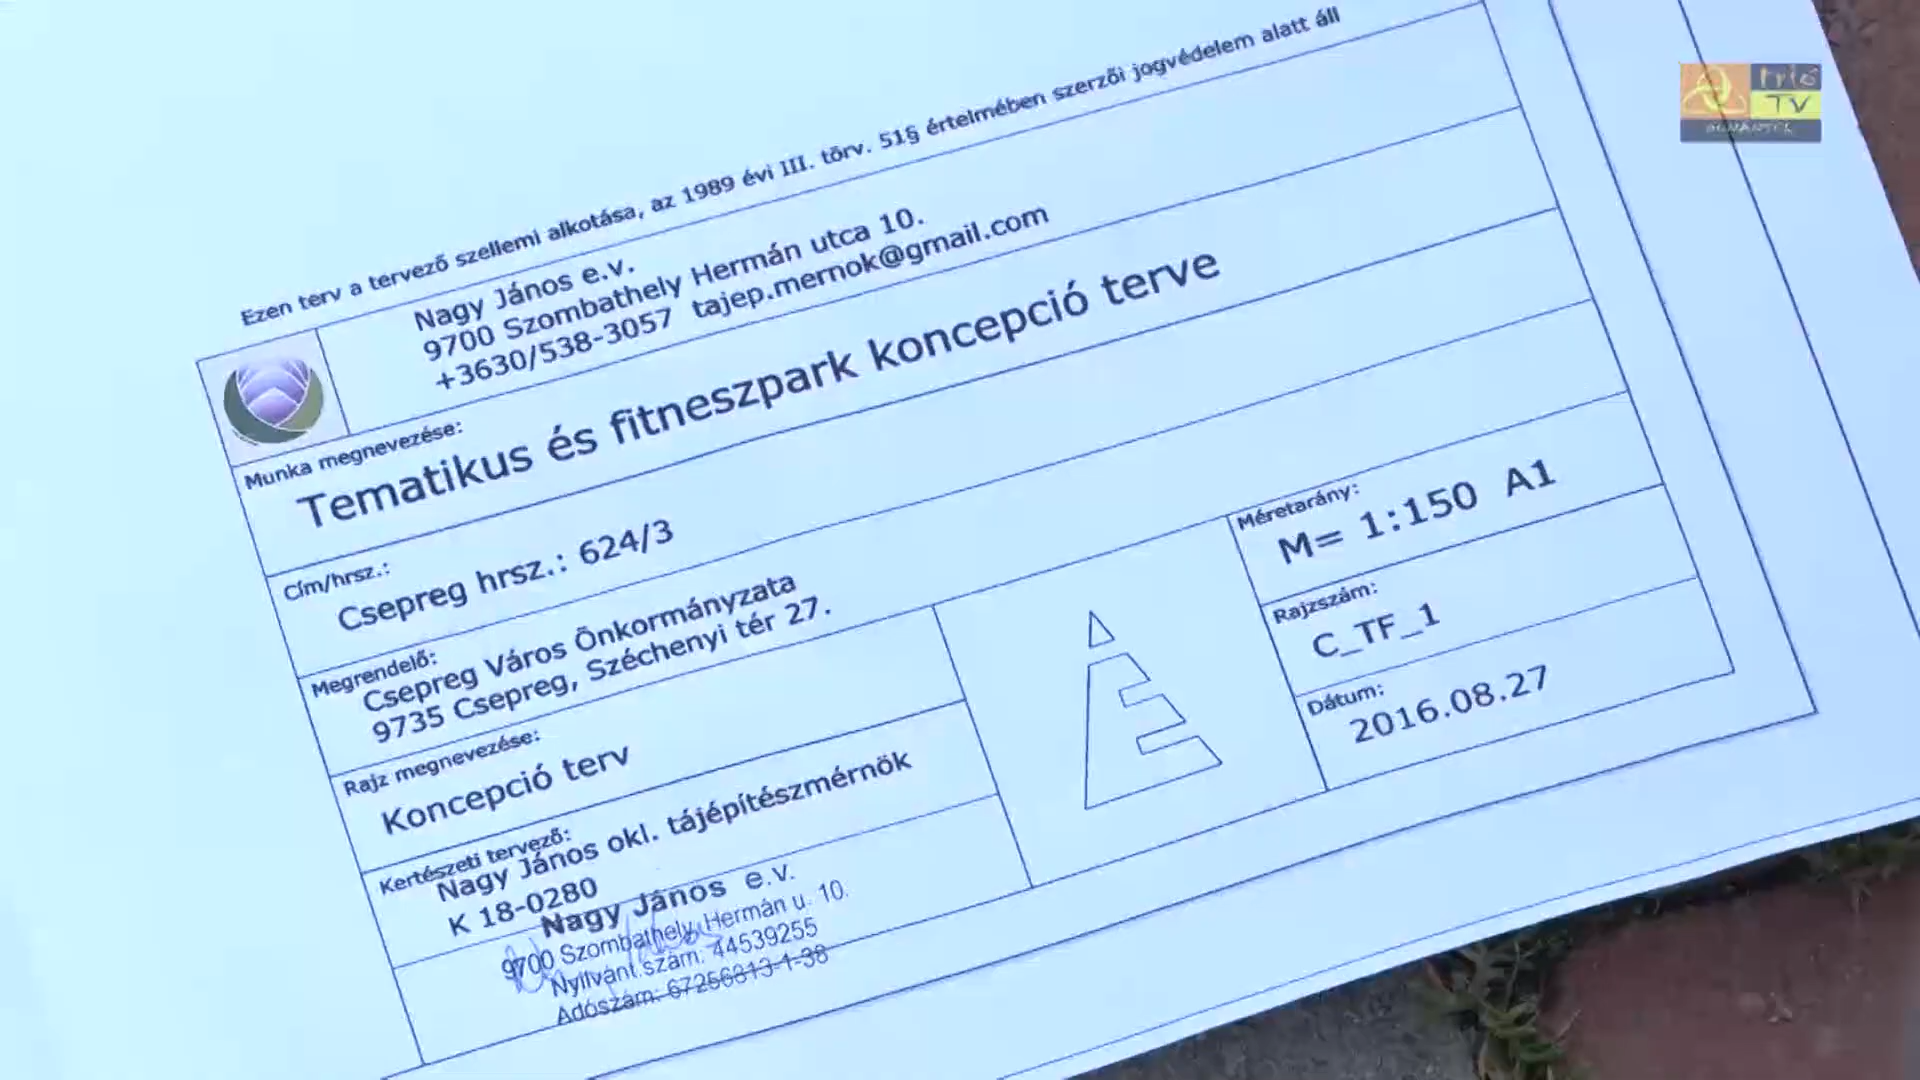 Ezen terv a tervező szellemi alkotása, az 1989 évi III. törv. 51§ értelmében szerzői jogvédelem alatt áll
Nagy János e.v.
9700 Szombathely Hermán utca 10.
+3630/538-3057 tajep.mernok@gmail.com
Munka megnevezése:
Tematikus és fitneszpark koncepció terve
Cím/hrsz.:
Csepreg hrsz.: 624/3
Megrendelő:
Csepreg Város Önkormányzata
9735 Csepreg, Széchenyi tér 27.
Rajz megnevezése:
Koncepció terv
Kertészeti tervező:
Nagy János okl. tájépítészmérnök
K 18-0280
Nagy János e.v.
9700 Szombathely, Hermán u. 10.
Nyilvánt.szám: 44539255
Adószám: 67256813-1-38
Méretarány:
M= 1:150 A1
Rajzszám:
C_TF_1
Dátum:
2016.08.27
trió
TV